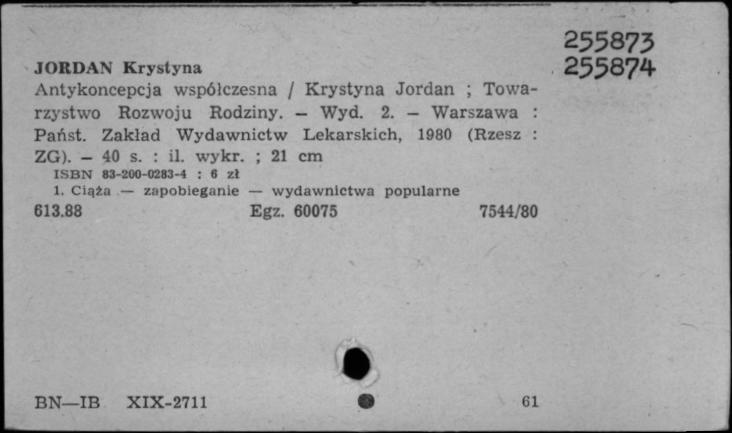 255873
255874
JORDAN Krystyna
Antykoncepcja współczesna / Krystyna Jordan ; Towa-
rzystwo Rozwoju Rodziny. — Wyd. 2. — Warszawa :
Państ. Zakład Wydawnictw Lekarskich, 1980 (Rzesz :
ZG). — 40 s. : il. wykr. ; 21 cm
ISBN 83-200-0283-4 : 6 zł
1. Ciąża — zapobieganie — wydawnictwa popularne
613.88 Egz. 60075 7544/80
BN—IB XIX-2711 61